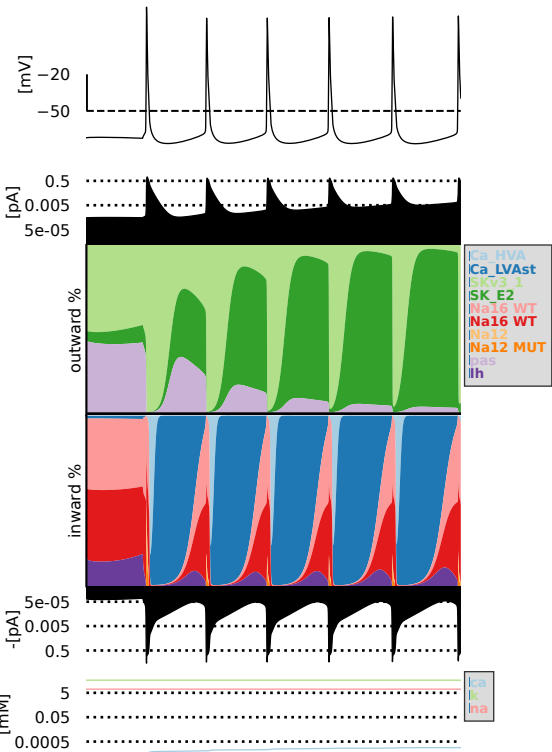 [mV]
−20
−50
[pA]
0.5
0.005
5e-05
outward %
Ca_HVA
Ca_LVAst
SKv3_1
SK_E2
Na16 WT
Na16 WT
Na12
Na12 MUT
pas
Ih
inward %
-[pA]
5e-05
0.005
0.5
[mM]
5
0.05
0.0005
ca
k
na